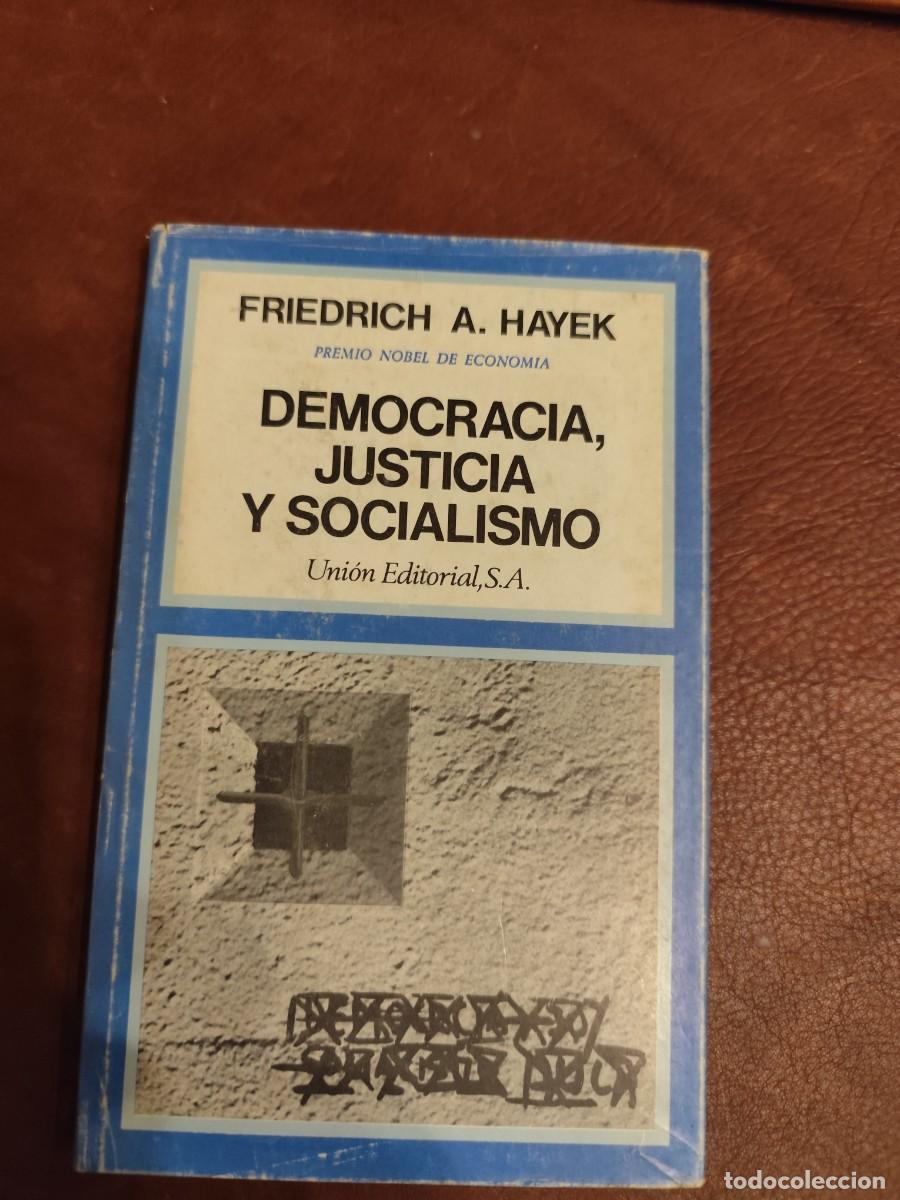 FRIEDRICH A. HAYEK
PREMIO NOBEL DE ECONOMIA
DEMOCRACIA,
JUSTICIA
Y SOCIALISMO
Unión Editorial, S.A.
todocoleccion